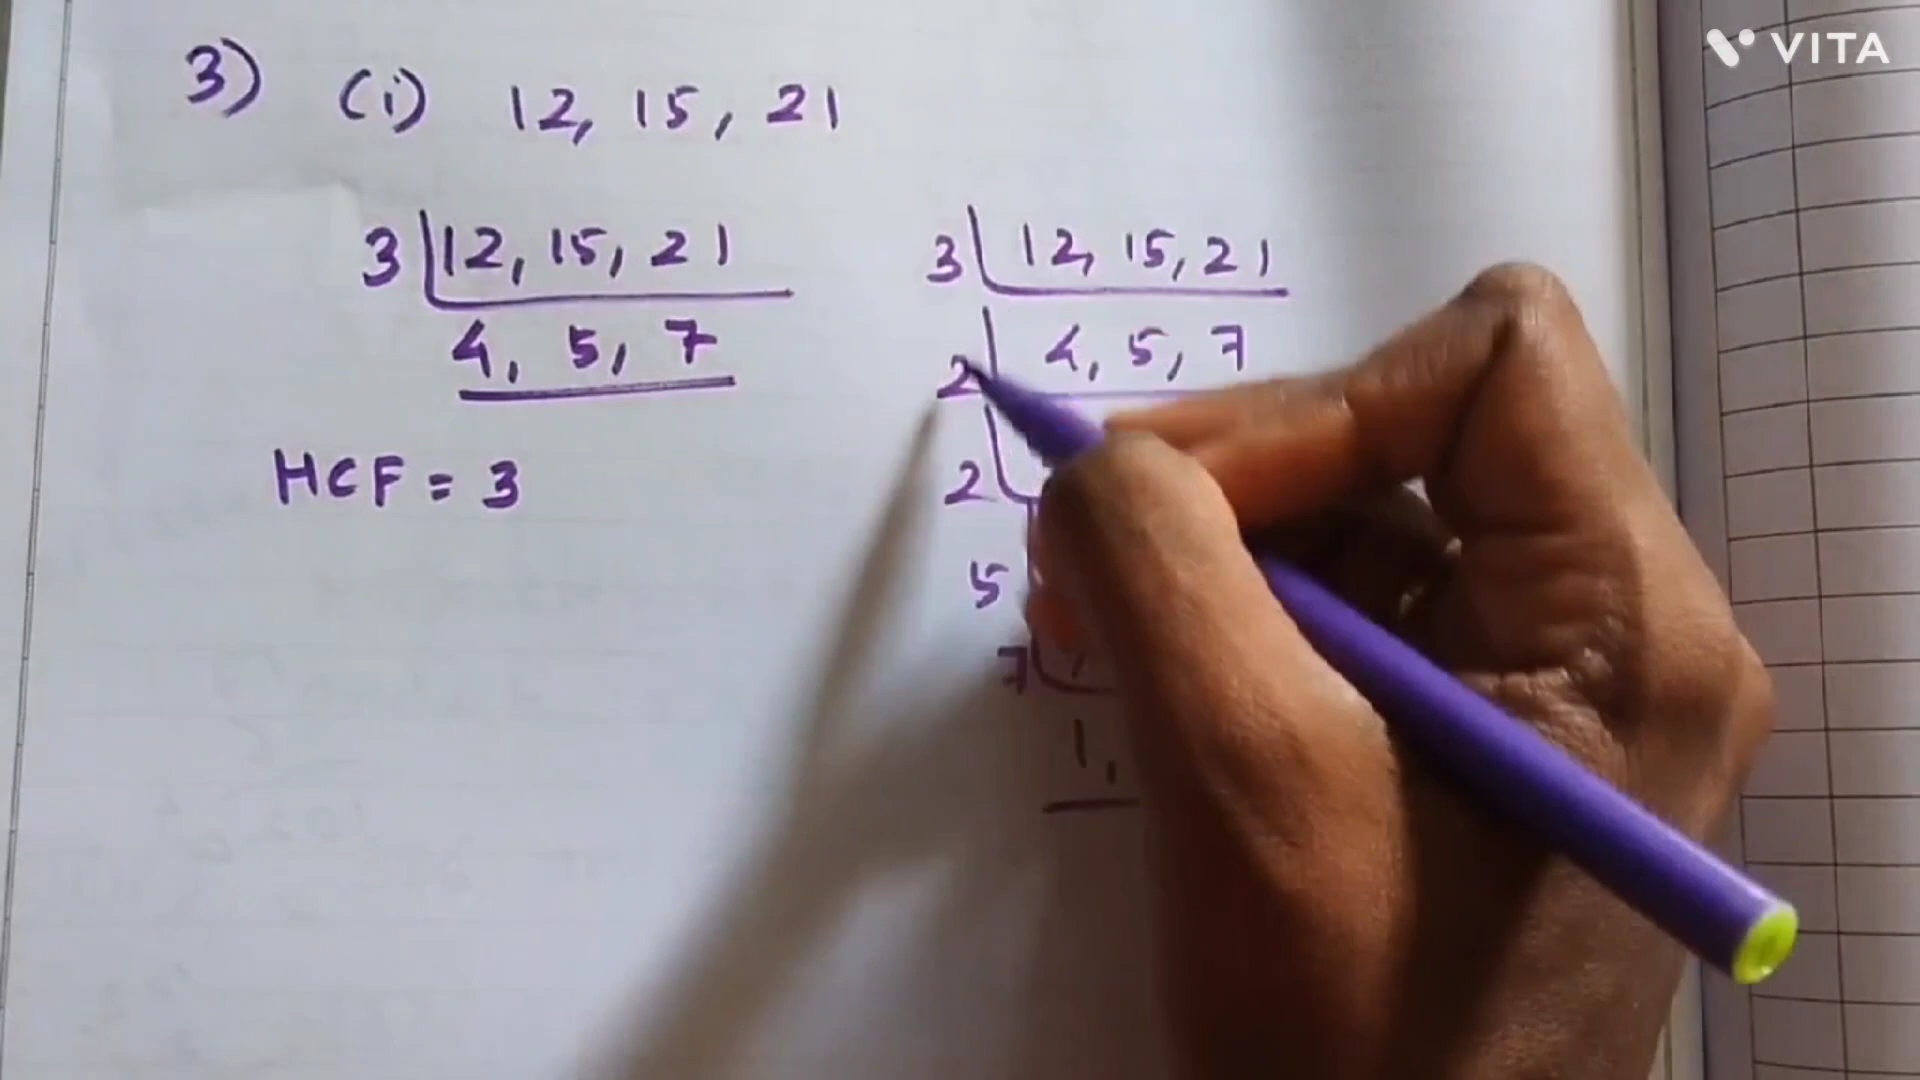 VITA
3) (i) 12, 15, 21
3 12, 15, 21
4, 5, 7
HCF = 3
3 12, 15, 21
2 4, 5, 7
2
5
7
1,